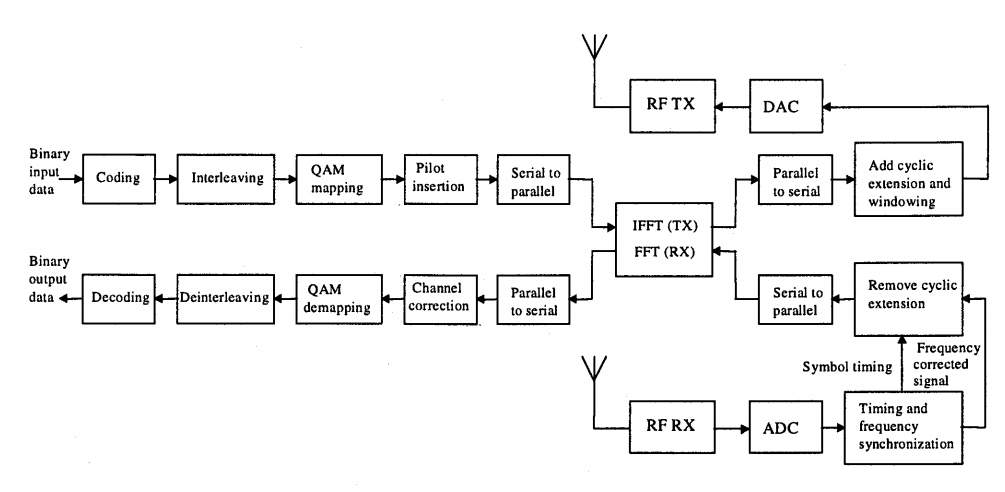 RF TX
DAC
Binary
input
data
Coding
Interleaving
QAM
mapping
Pilot
insertion
Serial to
parallel
Parallel
to serial
Add cyclic
extension and
windowing
IFFT (TX)
FFT (RX)
Binary
output
data
Decoding
Deinterleaving
QAM
demapping
Channel
correction
Parallel
to serial
Serial to
parallel
Remove cyclic
extension
Symbol timing
Frequency
corrected
signal
RF RX
ADC
Timing and
frequency
synchronization